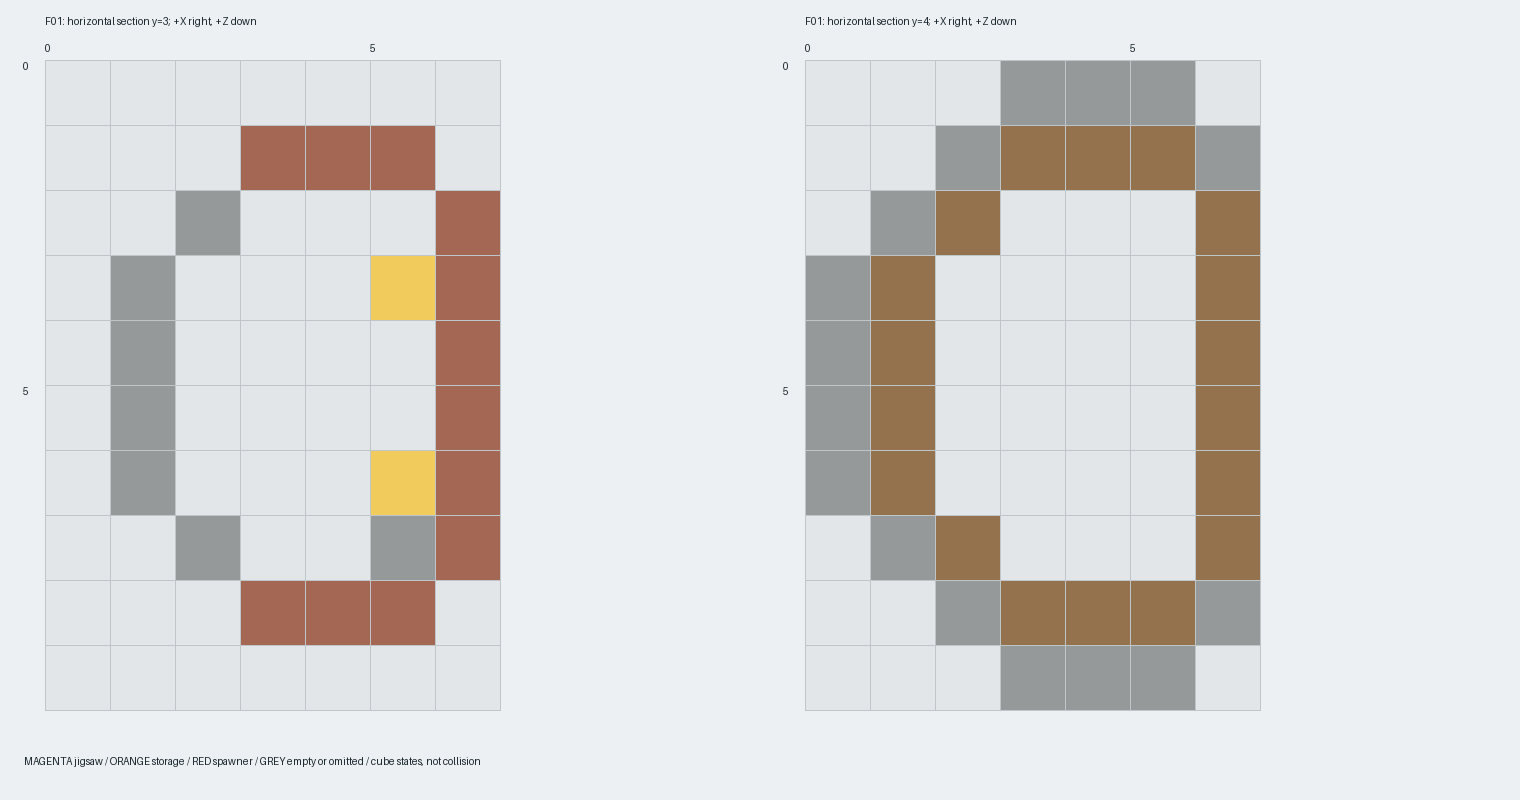 F01: horizontal section y=3; +X right, +Z down
F01: horizontal section y=4; +X right, +Z down
0 5
0 5
0
0
5
5
MAGENTA jigsaw / ORANGE storage / RED spawner / GREY empty or omitted / cube states, not collision